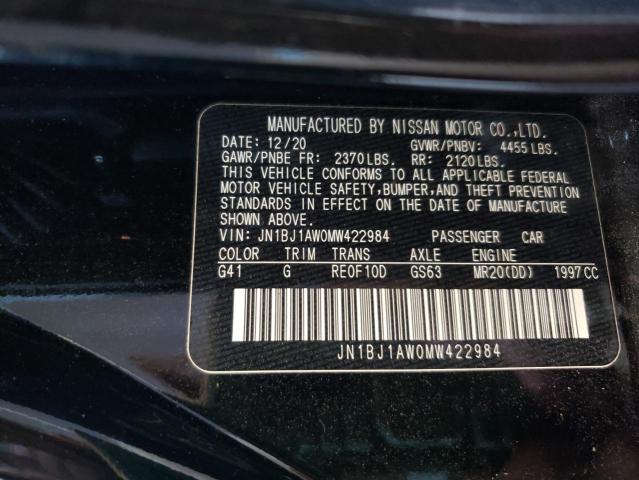 MANUFACTURED BY NISSAN MOTOR CO.,LTD.
DATE: 12/20 GVWR/PNBV: 4455 LBS.
GAWR/PNBE FR: 2370LBS. RR: 2120LBS.
THIS VEHICLE CONFORMS TO ALL APPLICABLE FEDERAL
MOTOR VEHICLE SAFETY,BUMPER,AND THEFT PREVENTION
STANDARDS IN EFFECT ON THE DATE OF MANUFACTURE
SHOWN ABOVE.
VIN: JN1BJ1AW0MW422984 PASSENGER CAR
COLOR TRIM TRANS AXLE ENGINE
G41 G RE0F10D GS63 MR20(DD) 1997CC
JN1BJ1AW0MW422984